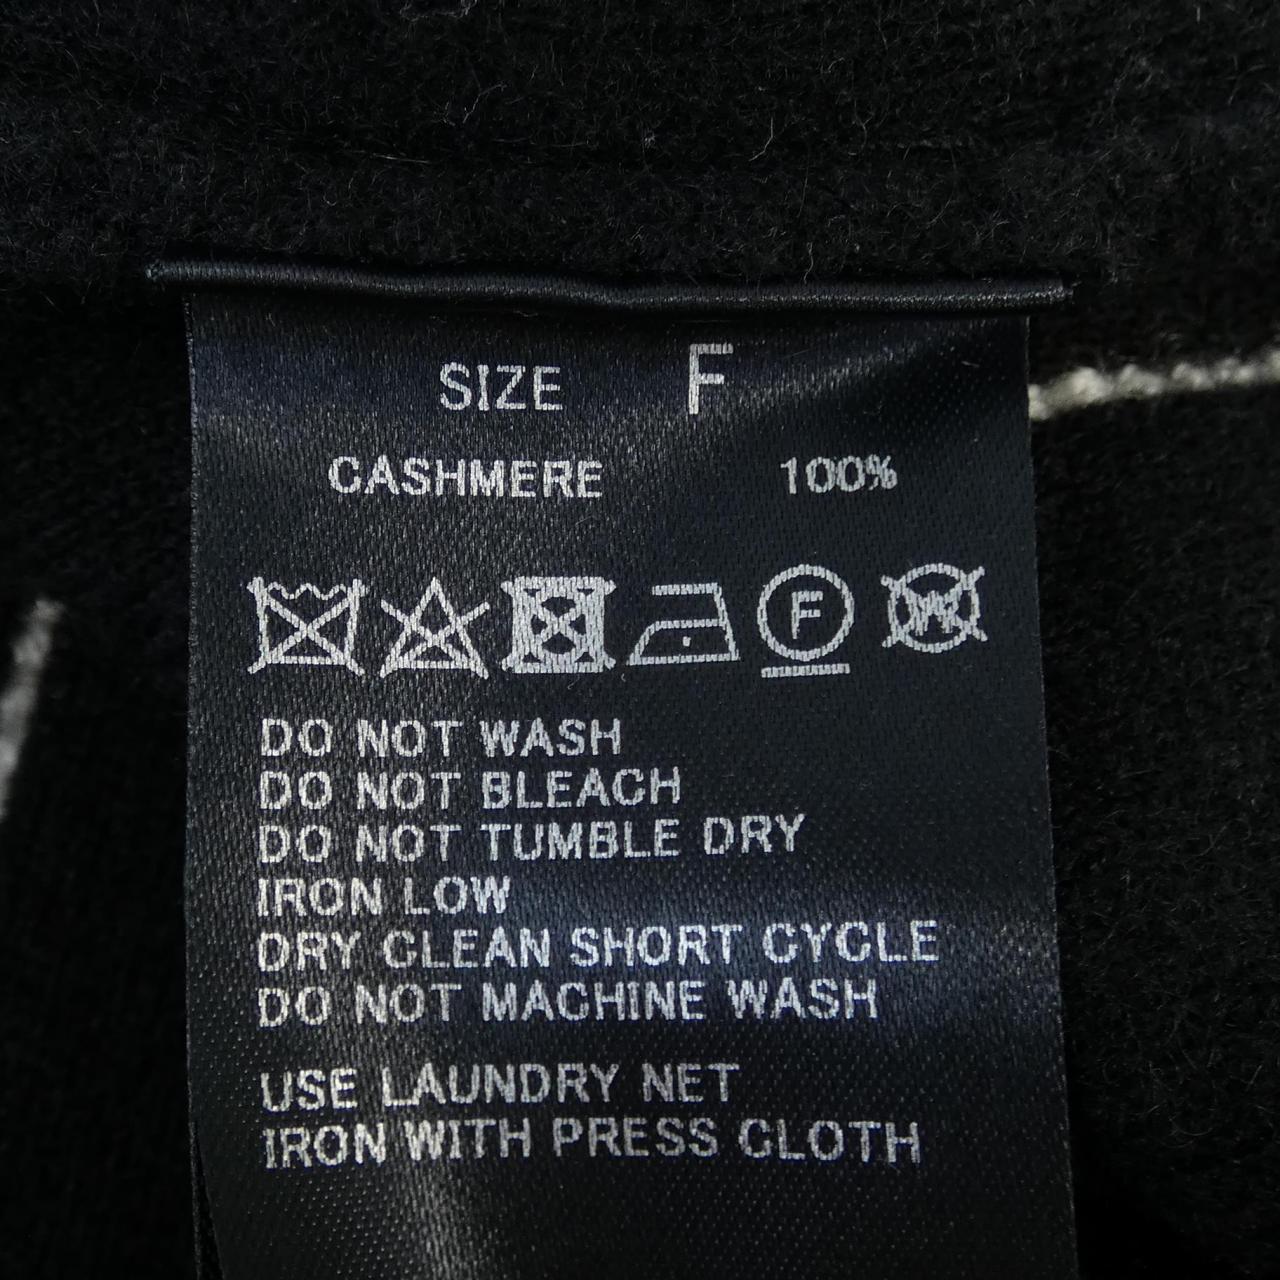 SIZE F
CASHMERE 100%
F W
DO NOT WASH
DO NOT BLEACH
DO NOT TUMBLE DRY
IRON LOW
DRY CLEAN SHORT CYCLE
DO NOT MACHINE WASH
USE LAUNDRY NET
IRON WITH PRESS CLOTH